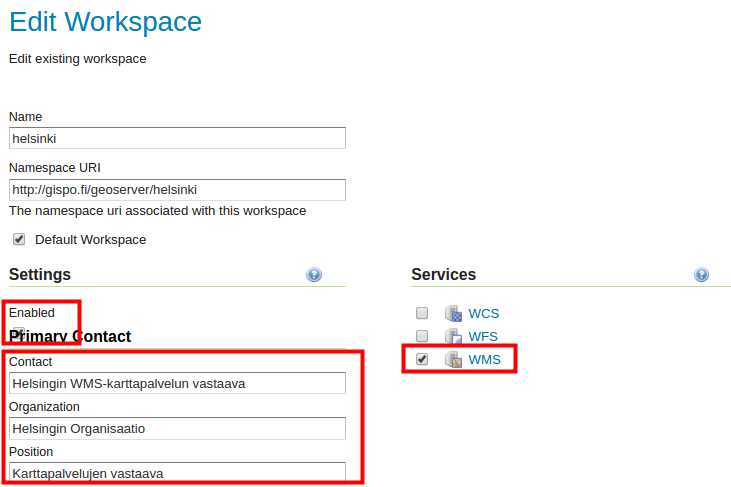 Edit Workspace
Edit existing workspace
Name
helsinki
Namespace URI
http://gispo.fi/geoserver/helsinki
The namespace uri associated with this workspace
Default Workspace
Settings
Enabled
Primary Contact
Contact
Helsingin WMS-karttapalvelun vastaava
Organization
Helsingin Organisaatio
Position
Karttapalvelujen vastaava
Services
WCS
WFS
WMS